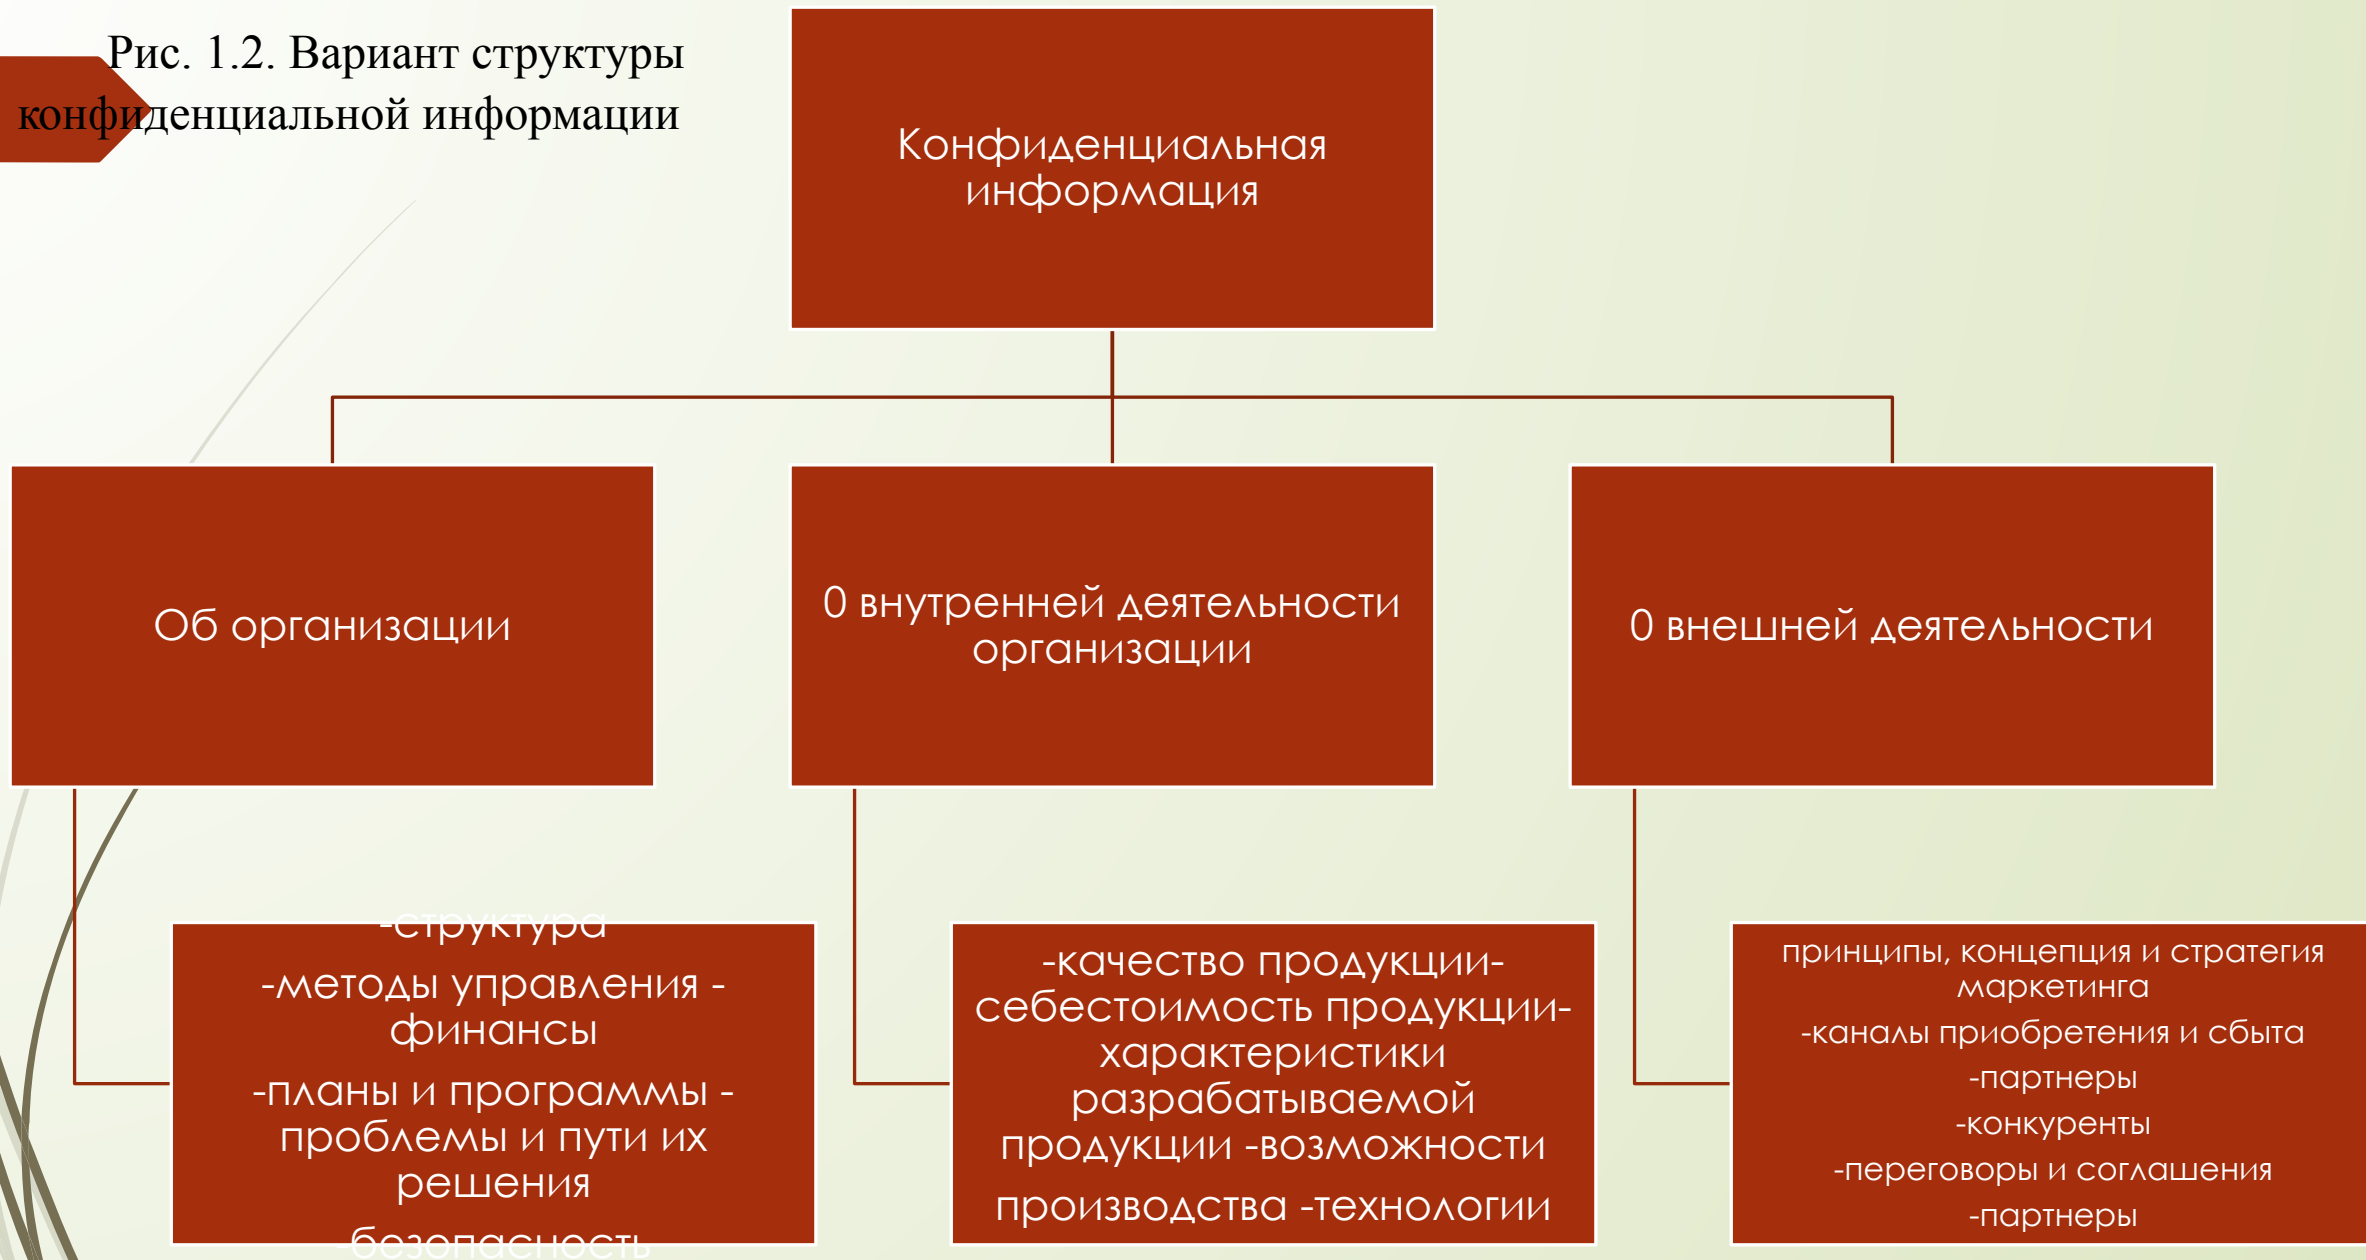 Рис. 1.2. Вариант структуры
конфиденциальной информации
Конфиденциальная
информация
Об организации
0 внутренней деятельности
организации
0 внешней деятельности
-структура
-методы управления -
финансы
-планы и программы -
проблемы и пути их
решения
-безопасность
-качество продукции-
себестоимость продукции-
характеристики
разрабатываемой
продукции -возможности
производства -технологии
принципы, концепция и стратегия
маркетинга
-каналы приобретения и сбыта
-партнеры
-конкуренты
-переговоры и соглашения
-партнеры